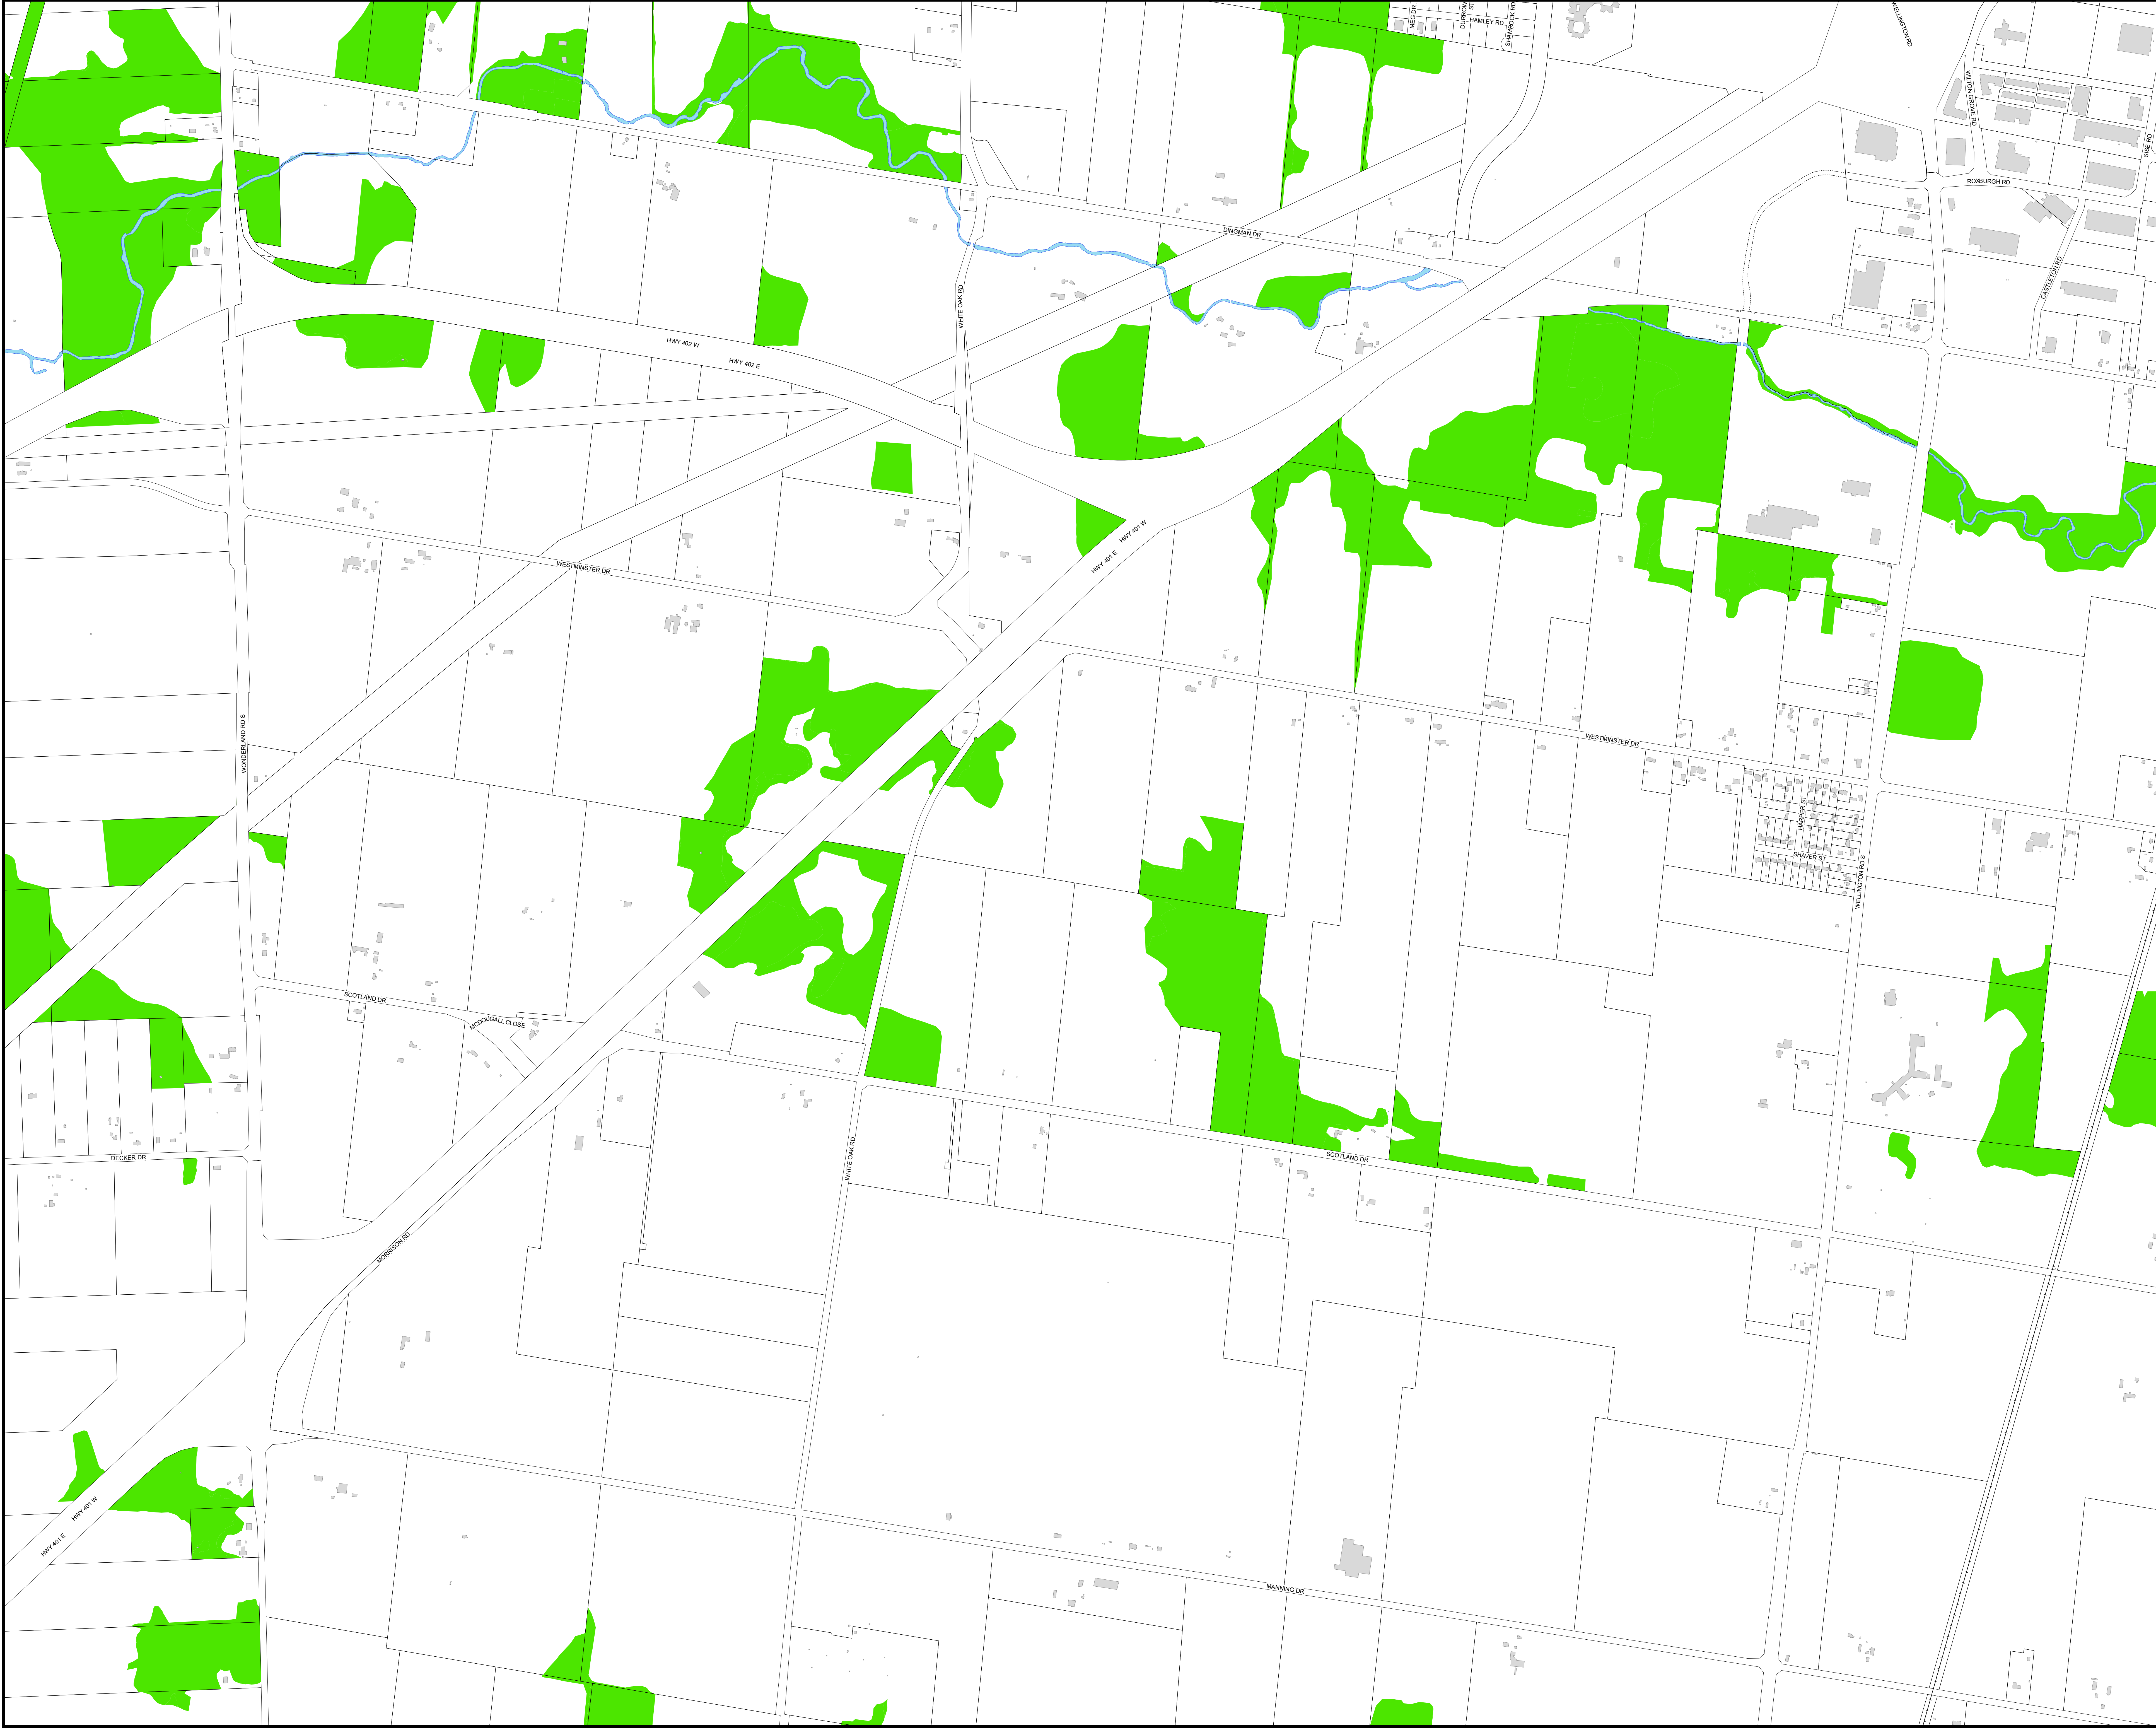 MEG DR
DURROW
ST
HAMLEY RD
SHAMROCK RD
WELLINGTON RD
WILTON GROVE RD
SISE RD
ROXBURGH RD
DINGMAN DR
CASTLETON RD
WHITE OAK RD
HWY 402 W
HWY 402 E
HWY 401 W
HWY 401 E
WESTMINSTER DR
WONDERLAND RD S
WESTMINSTER DR
HARPER ST
SHAVER ST
WELLINGTON RD S
SCOTLAND DR
MCDOUGALL CLOSE
DECKER DR
WHITE OAK RD
SCOTLAND DR
MORRISON RD
HWY 401 W
HWY 401 E
MANNING DR